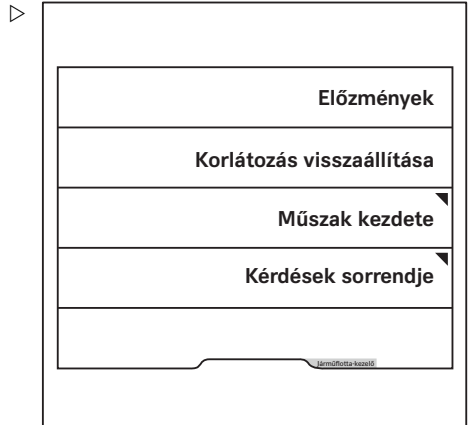 Előzmények
Korlátozás visszaállítása
Műszak kezdete
Kérdések sorrendje
Járműflotta-kezelő